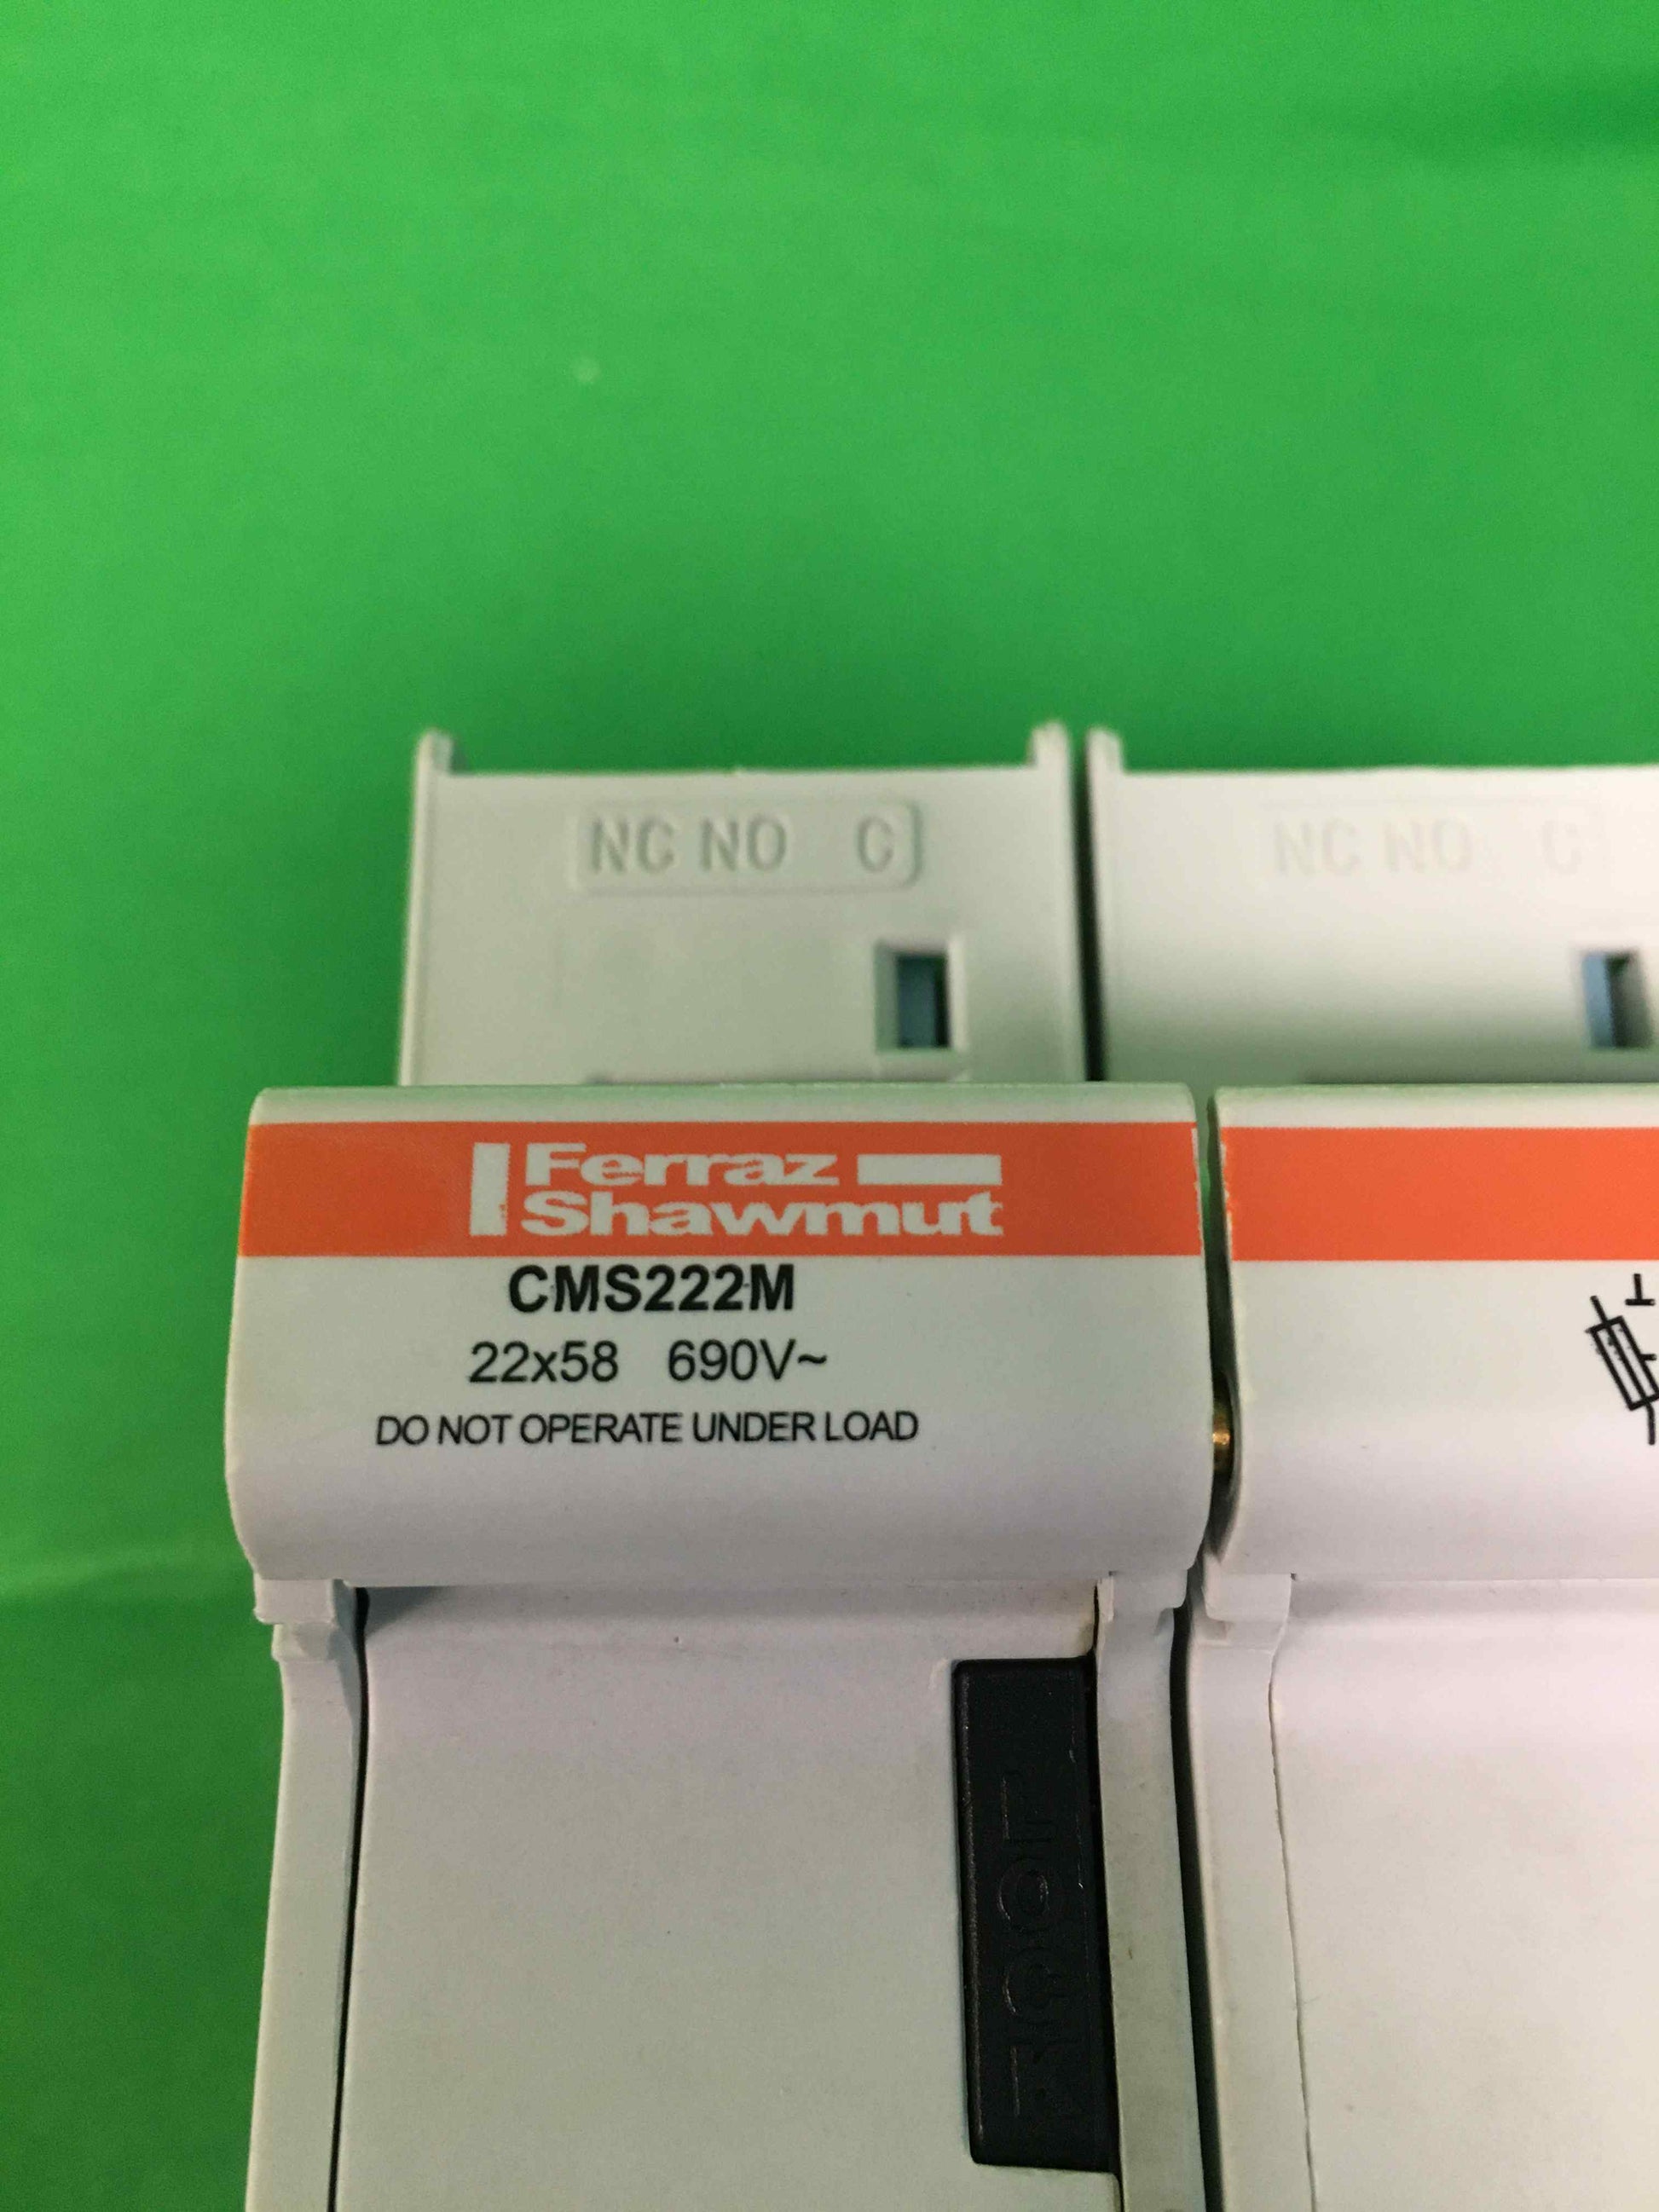 NC NO C
NC NO C
Ferraz
Shawmut
CMS222M
22x58 690V~
DO NOT OPERATE UNDER LOAD